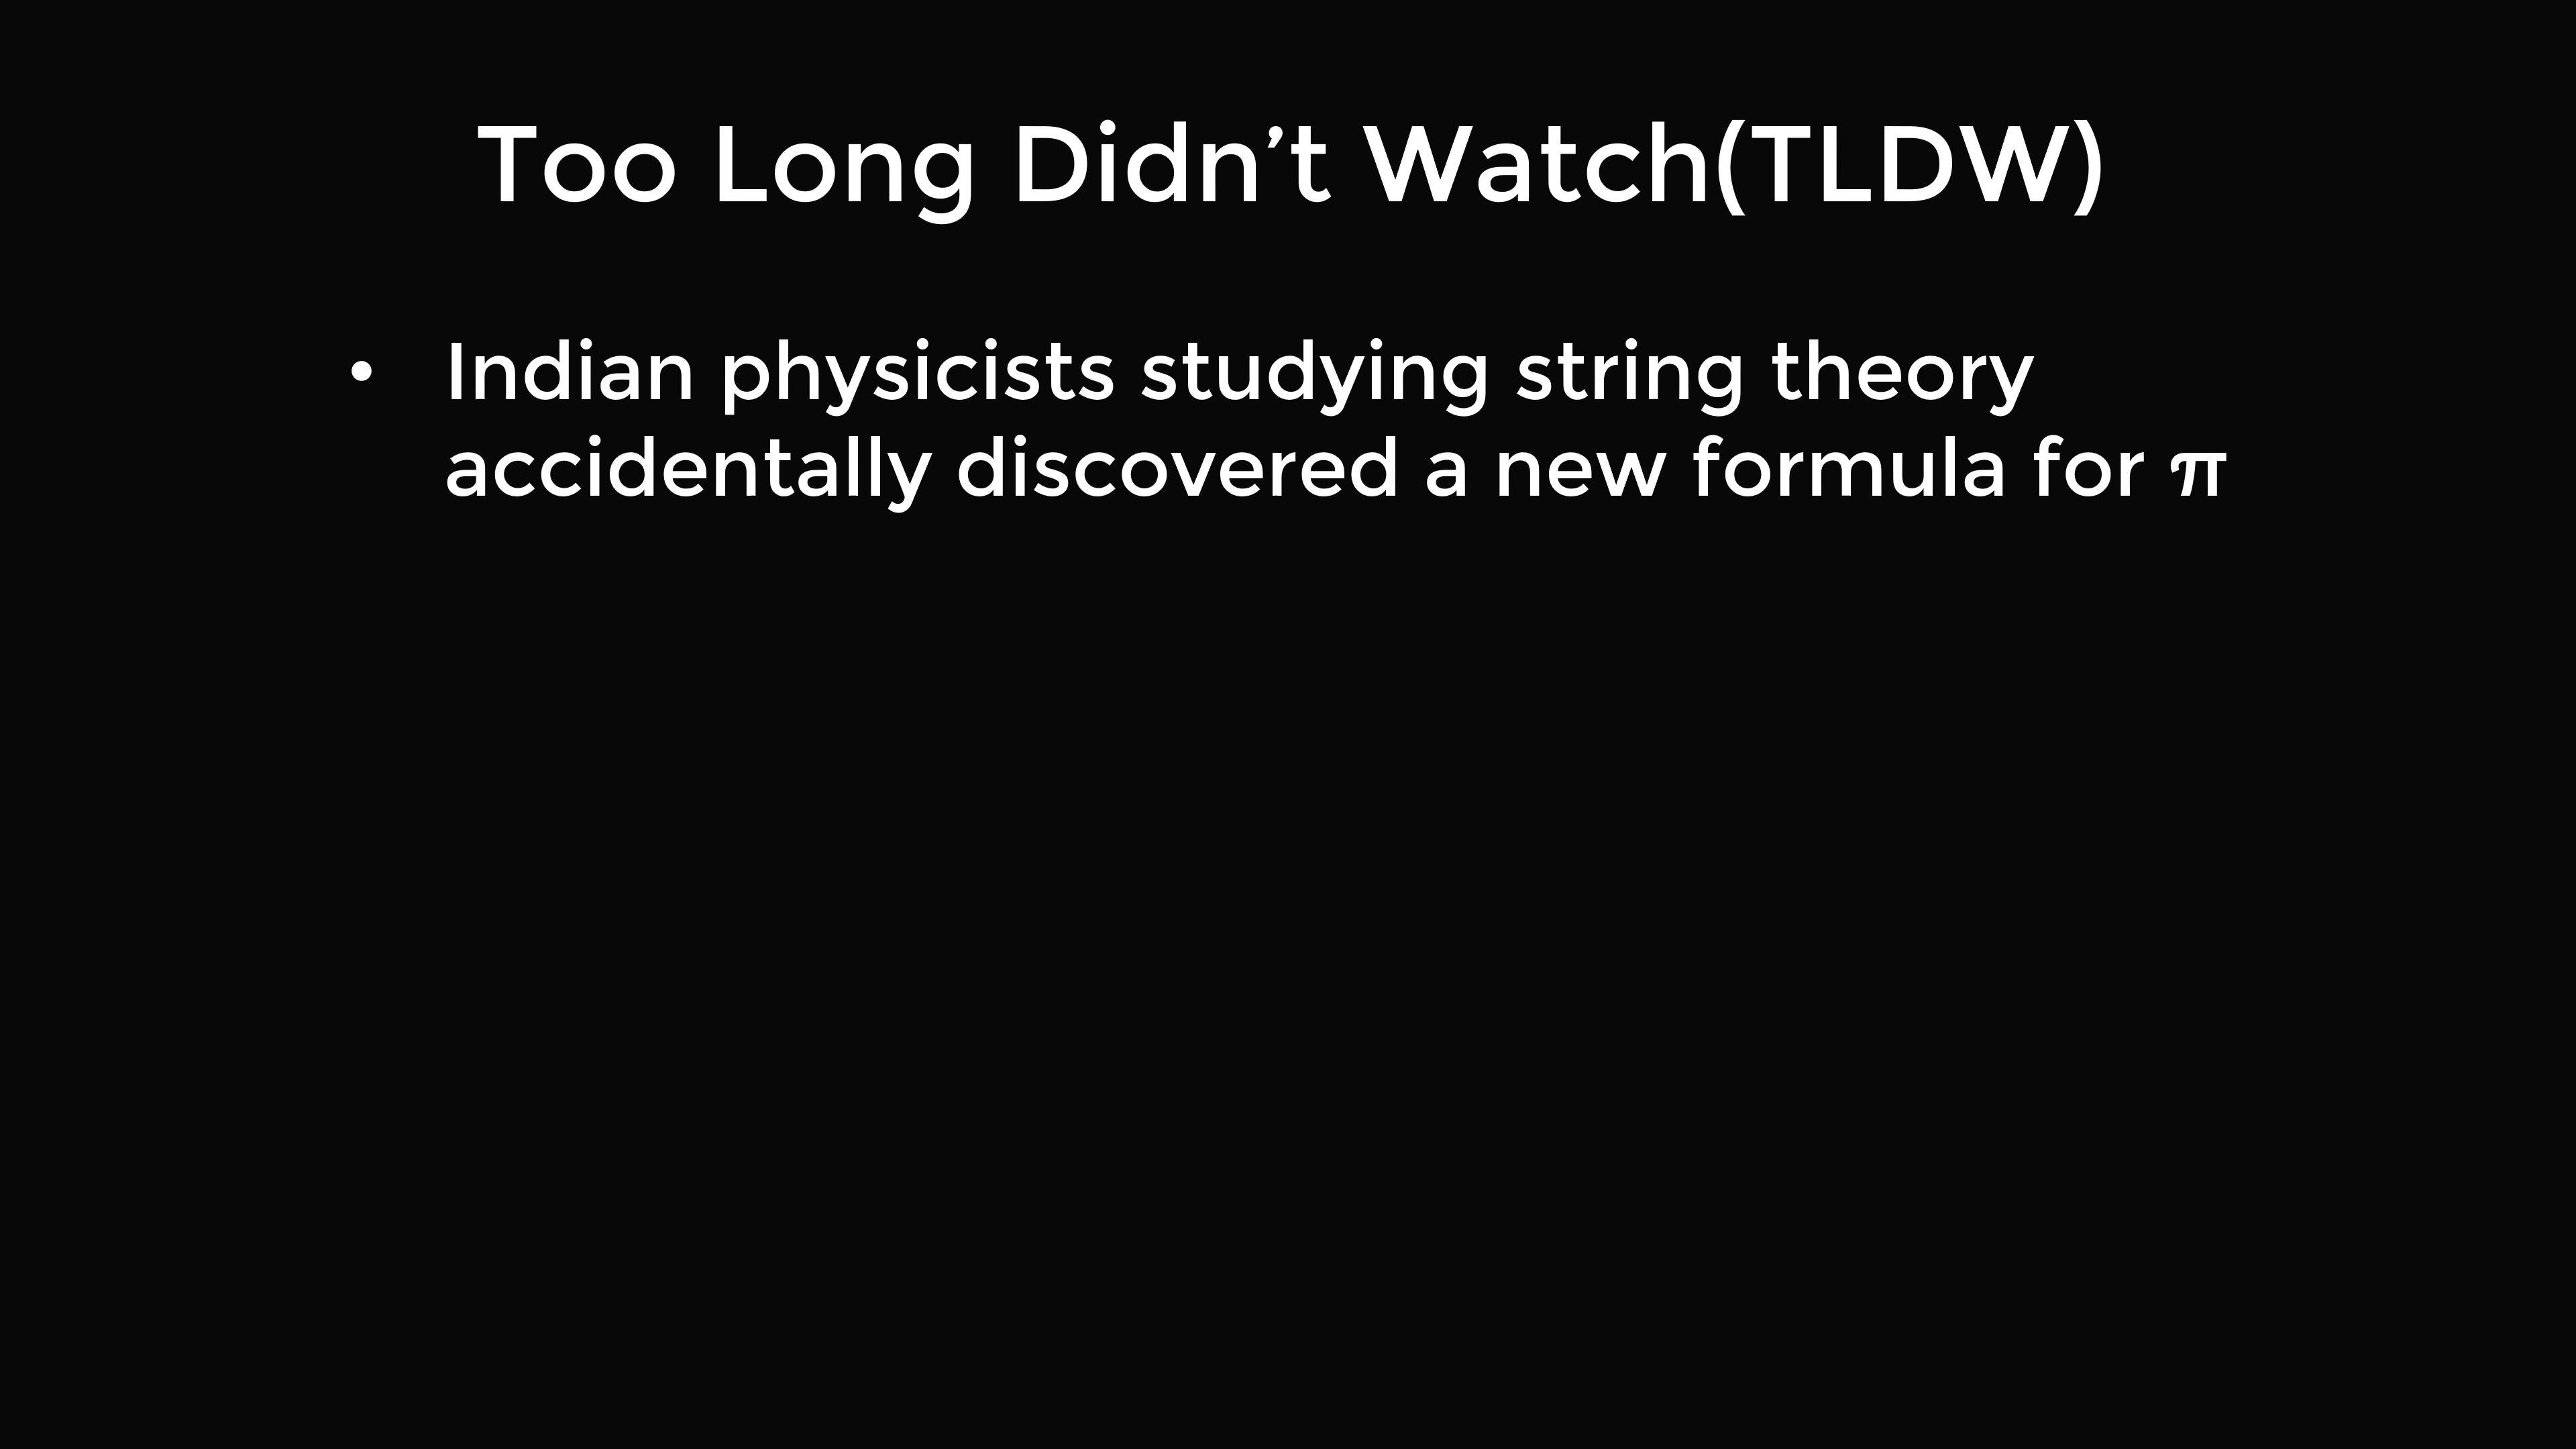 Too Long Didn’t Watch(TLDW)
• Indian physicists studying string theory
accidentally discovered a new formula for π